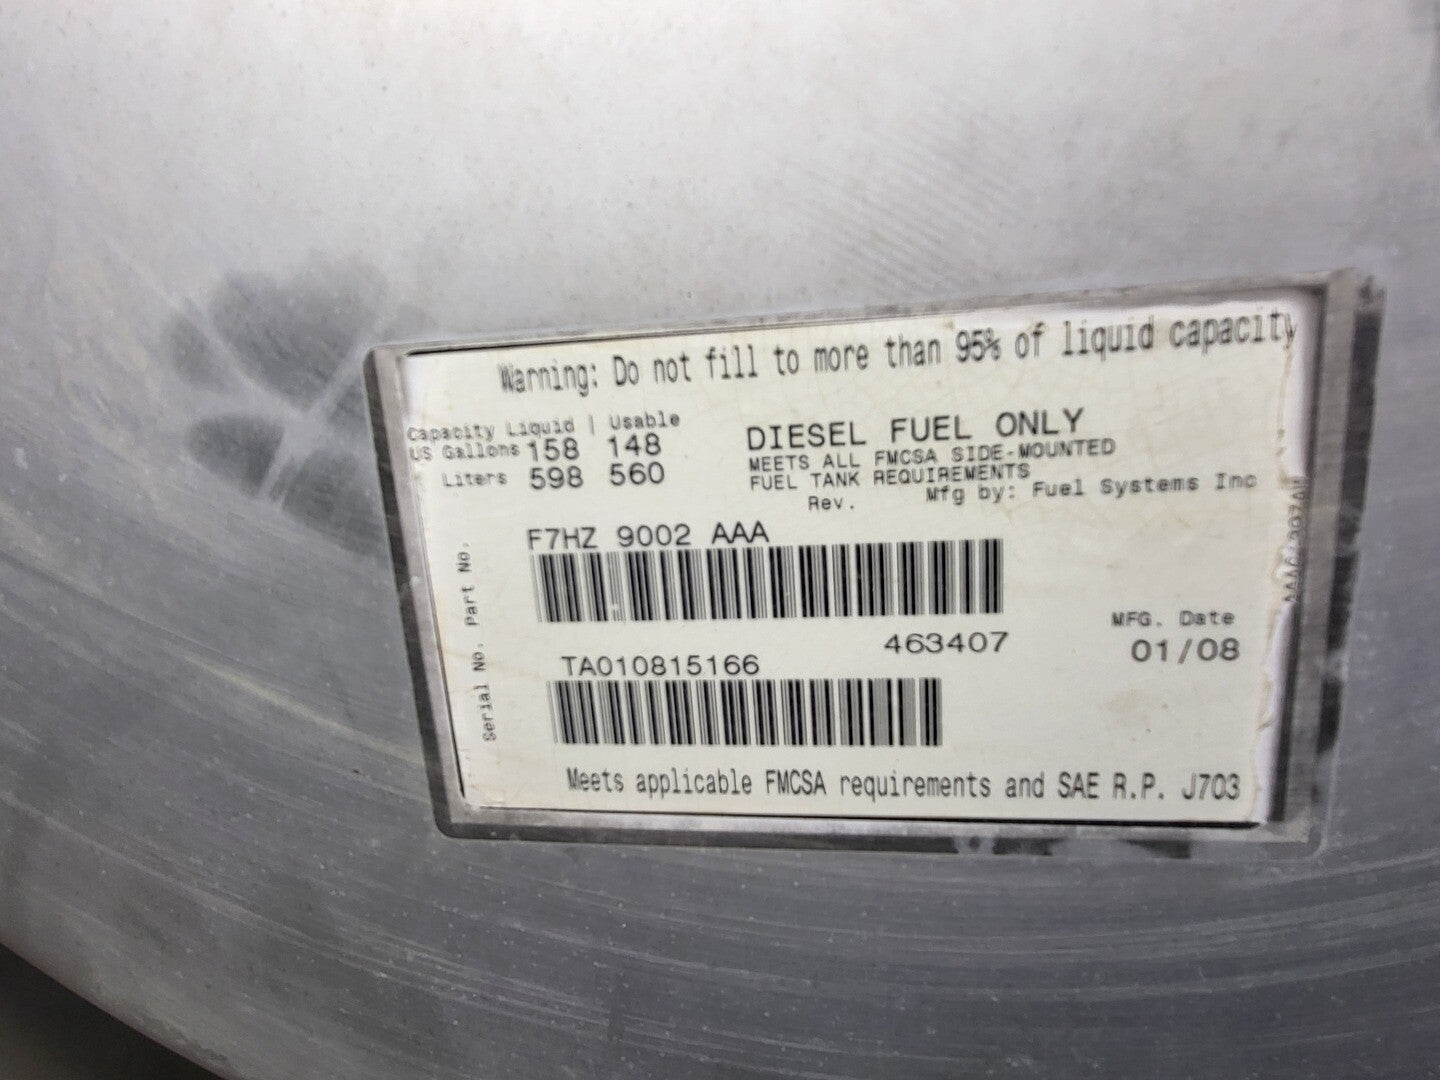 Warning: Do not fill to more than 95% of liquid capacity
Capacity Liquid | Usable
US Gallons 158 148
Liters 598 560
DIESEL FUEL ONLY
MEETS ALL FMCSA SIDE-MOUNTED
FUEL TANK REQUIREMENTS
Rev. Mfg by: Fuel Systems Inc
Part No.
F7HZ 9002 AAA
463407
MFG. Date
01/08
Serial No.
TA010815166
Meets applicable FMCSA requirements and SAE R.P. J703